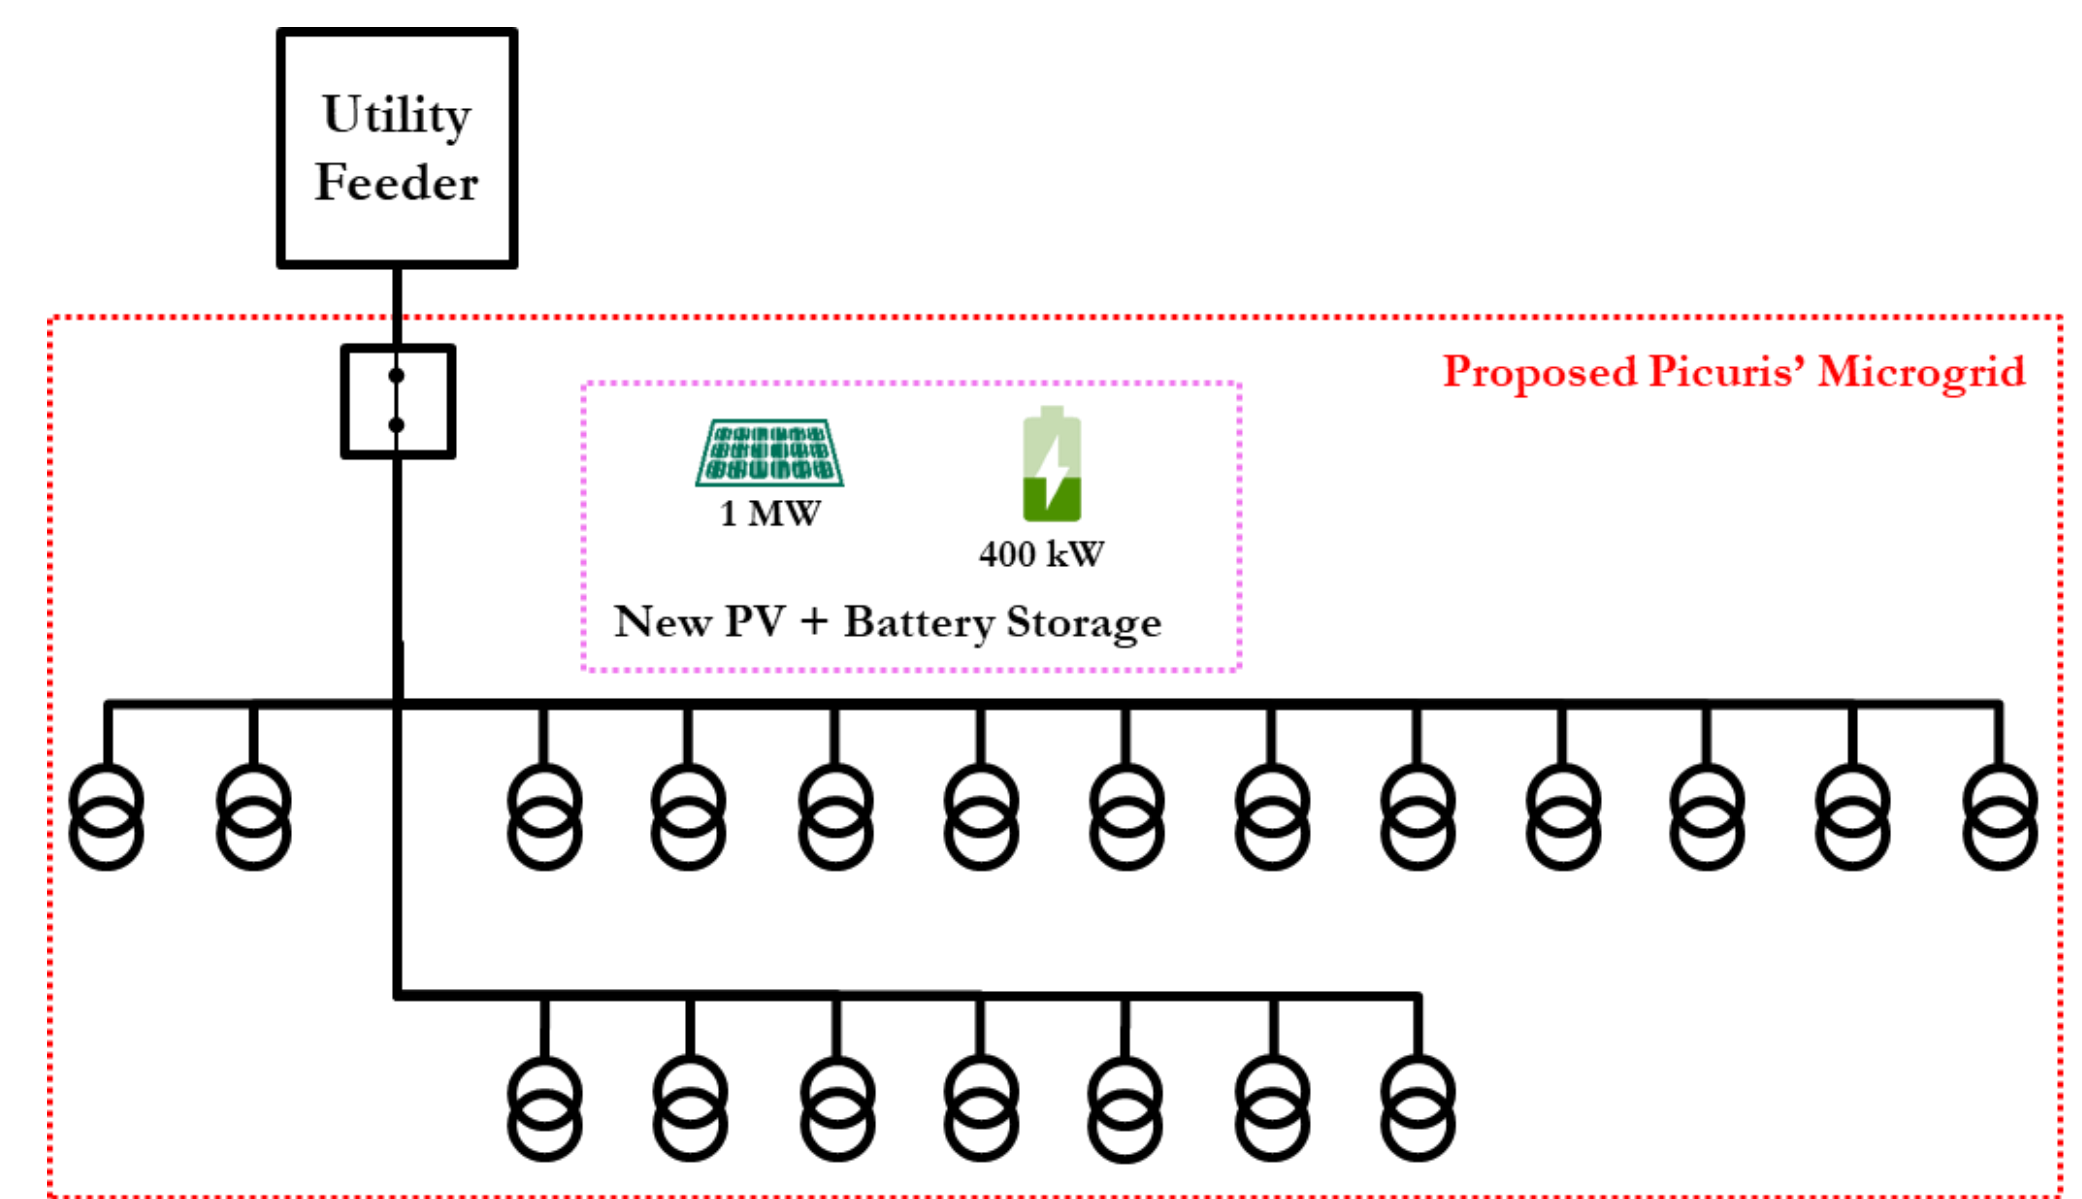 Utility
Feeder
Proposed Picuris’ Microgrid
1 MW
400 kW
New PV + Battery Storage